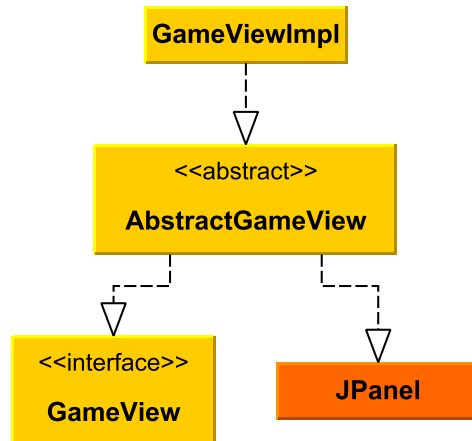 GameViewImpl
<<abstract>>
AbstractGameView
<<interface>>
GameView
JPanel